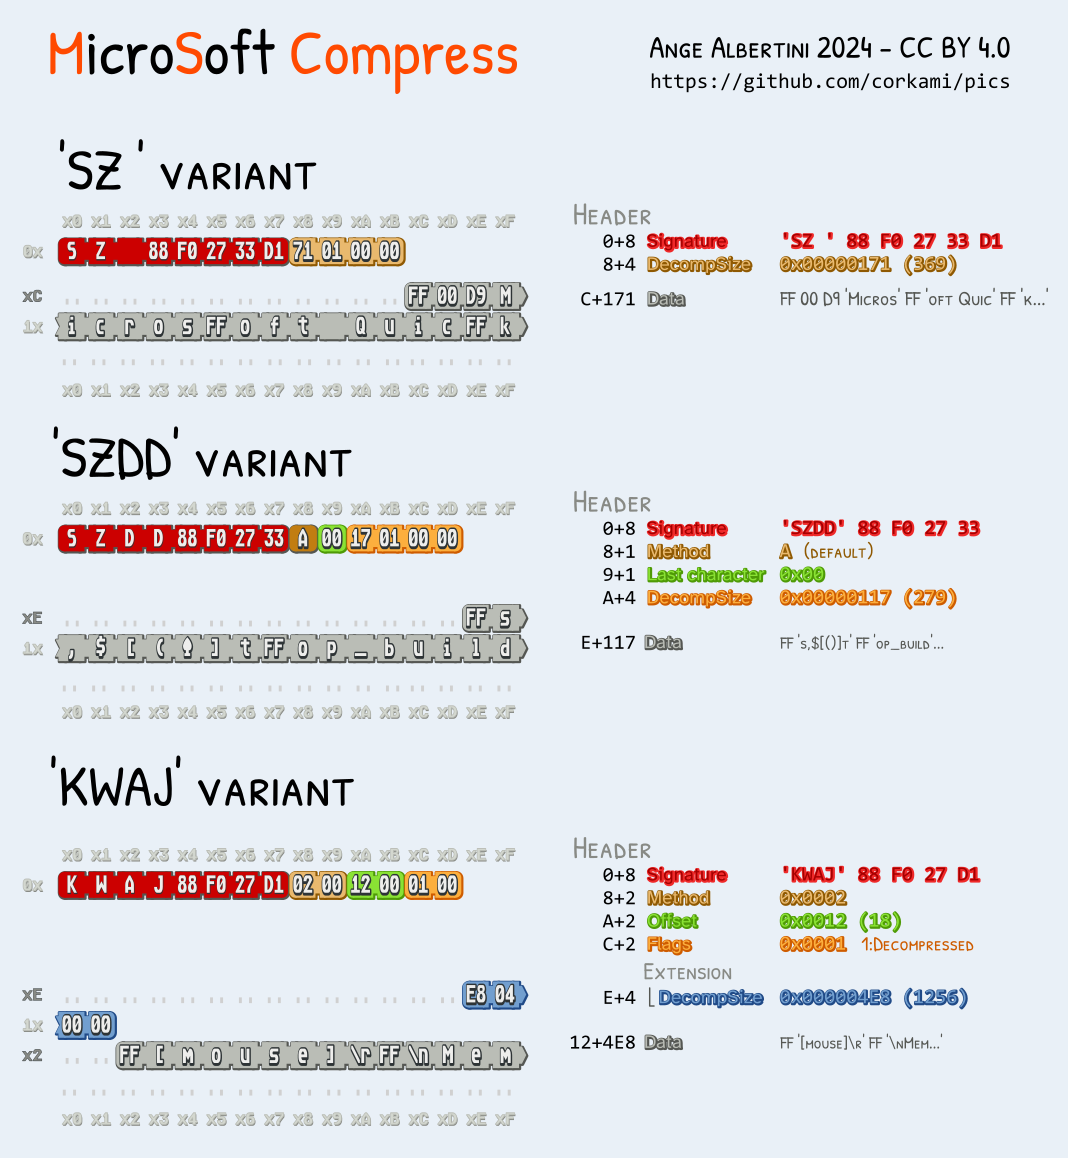 MicroSoft Compress
Ange Albertini 2024 - CC BY 4.0
https://github.com/corkami/pics
'SZ ' variant
x0 x1 x2 x3 x4 x5 x6 x7 x8 x9 xA xB xC xD xE xF
0x S Z 88 F0 27 33 D1 71 01 00 00
xC .. .. .. .. .. .. .. .. .. .. .. .. FF 00 D9 M
1x i c r o s FF o f t Q u i c FF k
.. .. .. .. .. .. .. .. .. .. .. .. .. .. .. ..
x0 x1 x2 x3 x4 x5 x6 x7 x8 x9 xA xB xC xD xE xF
Header
0+8 Signature 'SZ ' 88 F0 27 33 D1
8+4 DecompSize 0x00000171 (369)
C+171 Data FF 00 D9 'Micros' FF 'oft Quic' FF 'k...'
'SZDD' variant
x0 x1 x2 x3 x4 x5 x6 x7 x8 x9 xA xB xC xD xE xF
0x S Z D D 88 F0 27 33 A 00 17 01 00 00
xE .. .. .. .. .. .. .. .. .. .. .. .. .. .. FF s
1x , $ [ ( ♠ ] t FF o p _ b u i l d
.. .. .. .. .. .. .. .. .. .. .. .. .. .. .. ..
x0 x1 x2 x3 x4 x5 x6 x7 x8 x9 xA xB xC xD xE xF
Header
0+8 Signature 'SZDD' 88 F0 27 33
8+1 Method A (default)
9+1 Last character 0x00
A+4 DecompSize 0x00000117 (279)
E+117 Data FF 's,$[()]t' FF 'op_build'...
'KWAJ' variant
x0 x1 x2 x3 x4 x5 x6 x7 x8 x9 xA xB xC xD xE xF
0x K W A J 88 F0 27 D1 02 00 12 00 01 00
xE .. .. .. .. .. .. .. .. .. .. .. .. .. .. E8 04
1x 00 00
x2 .. .. FF [ m o u s e ] \r FF \n M e m
.. .. .. .. .. .. .. .. .. .. .. .. .. .. .. ..
x0 x1 x2 x3 x4 x5 x6 x7 x8 x9 xA xB xC xD xE xF
Header
0+8 Signature 'KWAJ' 88 F0 27 D1
8+2 Method 0x0002
A+2 Offset 0x0012 (18)
C+2 Flags 0x0001 1:Decompressed
Extension
E+4 DecompSize 0x000004E8 (1256)
12+4E8 Data FF '[mouse]\r' FF '\nMem...'